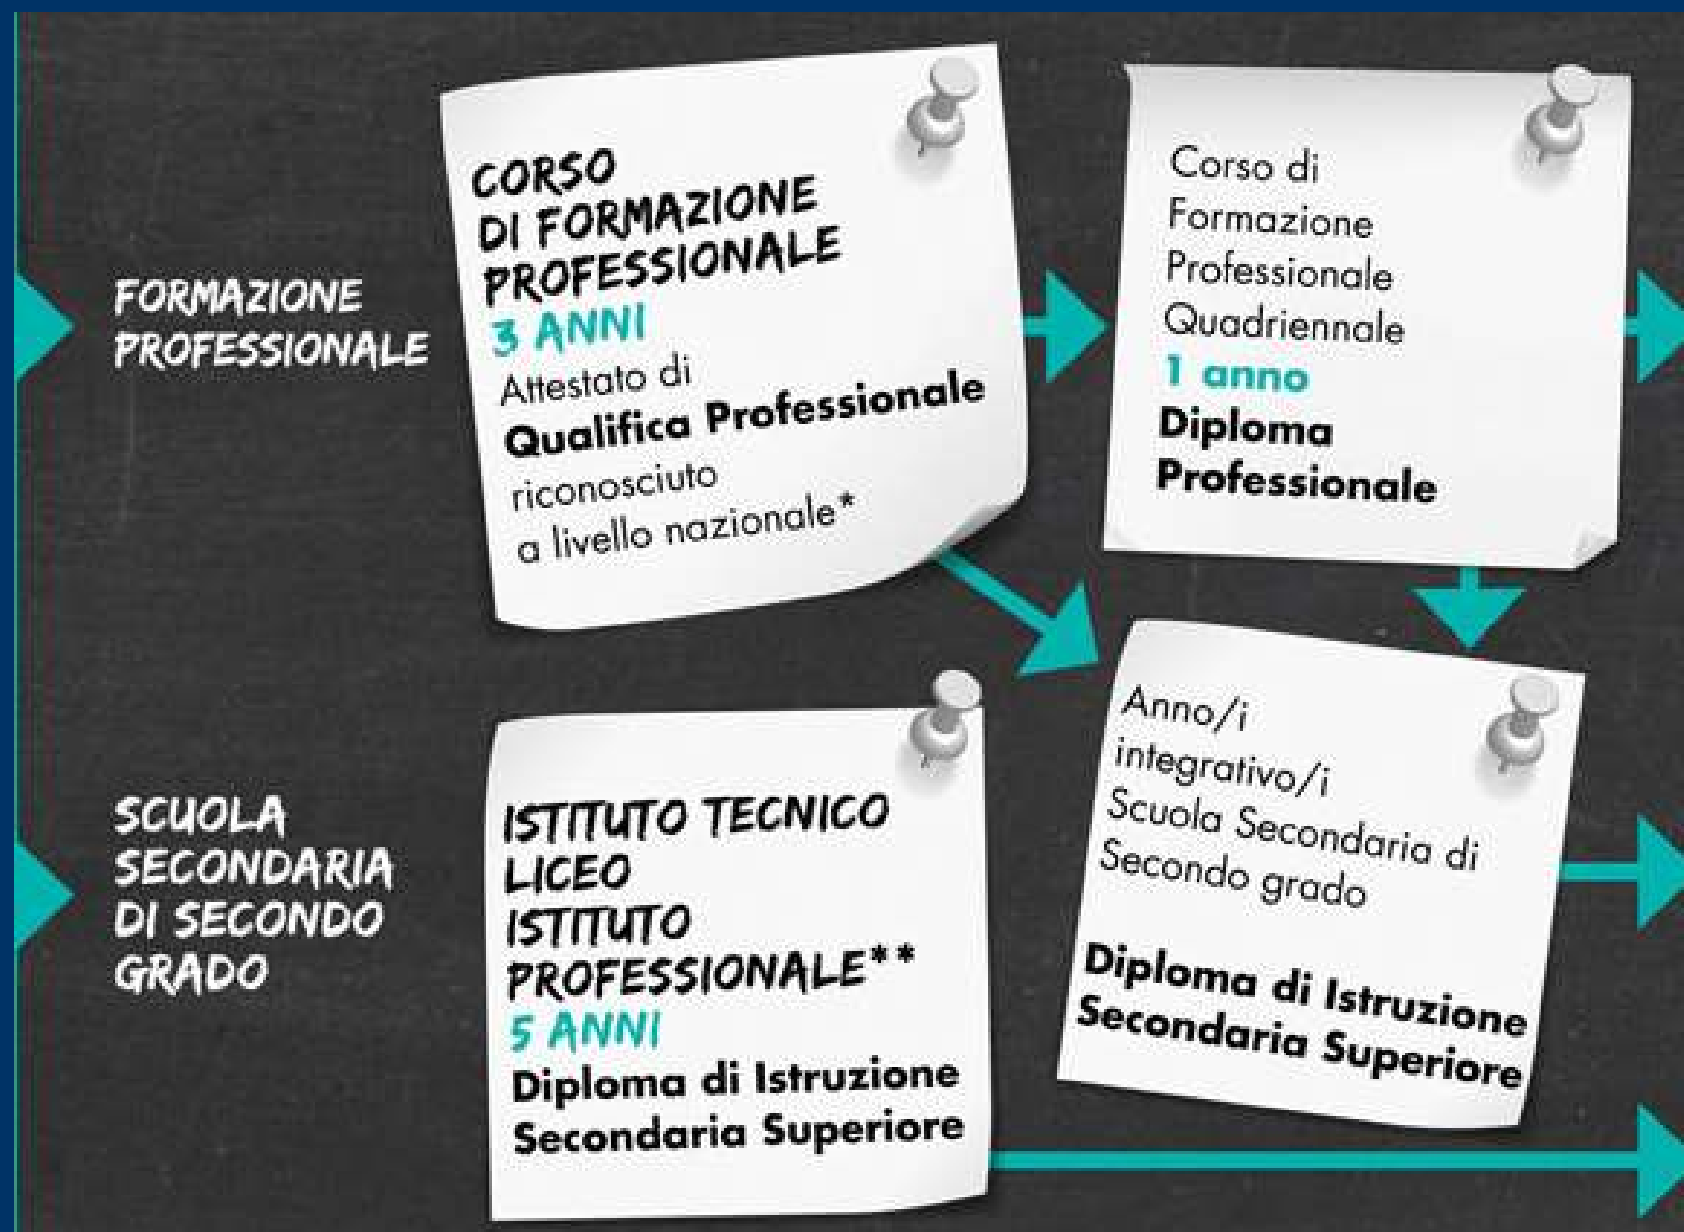 FORMAZIONE
PROFESSIONALE
CORSO
DI FORMAZIONE
PROFESSIONALE
3 ANNI
Attestato di
Qualifica Professionale
riconosciuto
a livello nazionale*
Corso di
Formazione
Professionale
Quadriennale
1 anno
Diploma
Professionale
SCUOLA
SECONDARIA
DI SECONDO
GRADO
ISTITUTO TECNICO
LICEO
ISTITUTO
PROFESSIONALE**
5 ANNI
Diploma di Istruzione
Secondaria Superiore
Anno/i
integrativo/i
Scuola Secondaria di
Secondo grado
Diploma di Istruzione
Secondaria Superiore